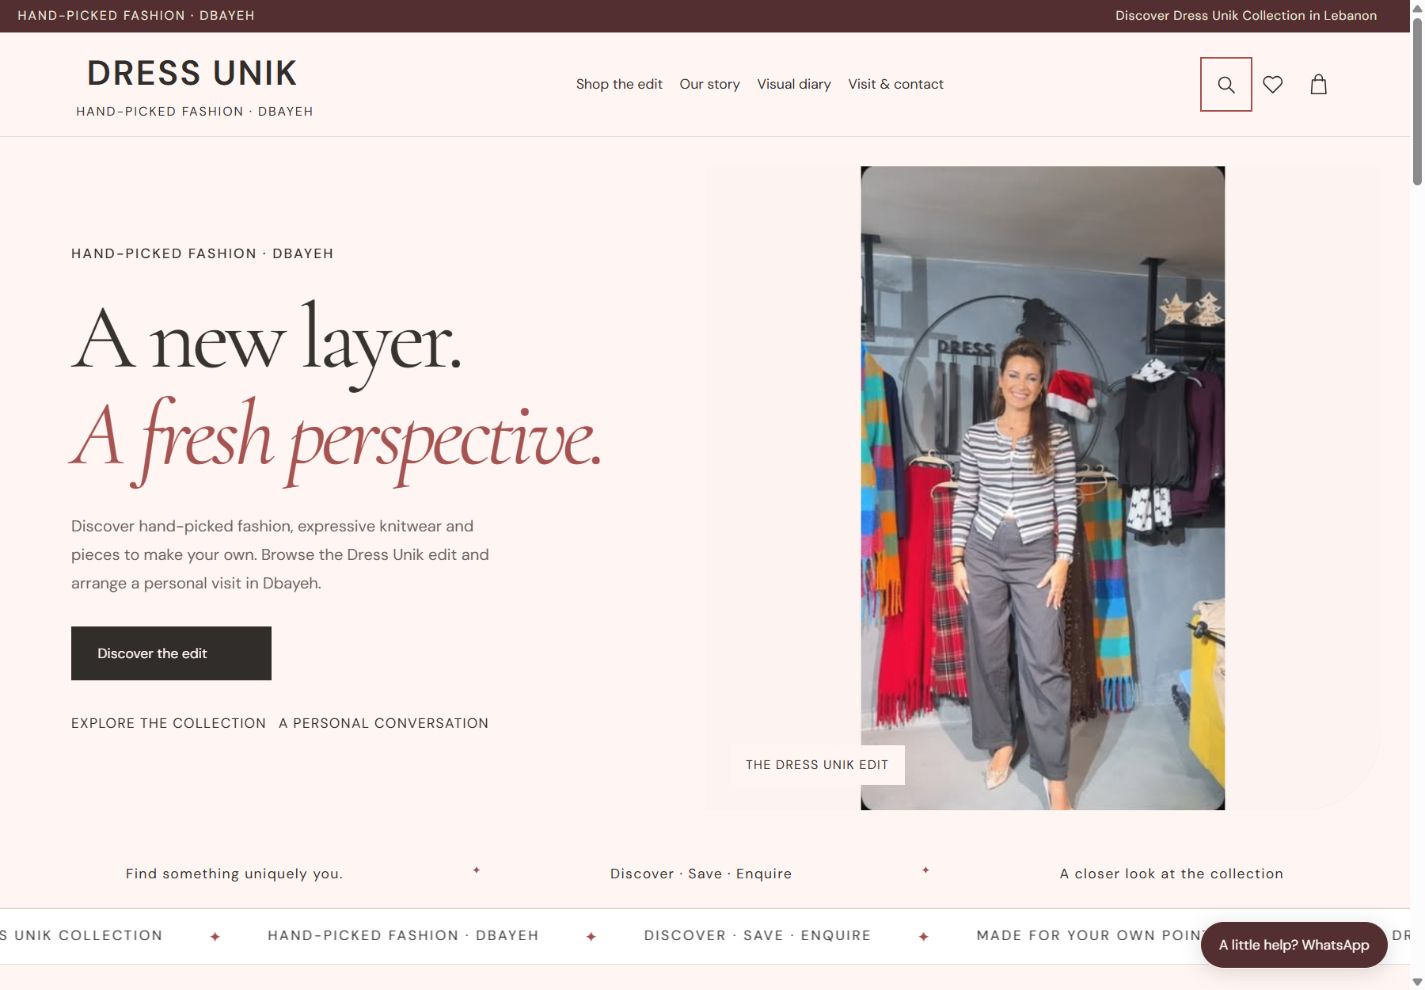 HAND-PICKED FASHION · DBAYEH
Discover Dress Unik Collection in Lebanon
DRESS UNIK
HAND-PICKED FASHION · DBAYEH
Shop the edit
Our story
Visual diary
Visit & contact
HAND-PICKED FASHION · DBAYEH
A new layer.
A fresh perspective.
Discover hand-picked fashion, expressive knitwear and
pieces to make your own. Browse the Dress Unik edit and
arrange a personal visit in Dbayeh.
Discover the edit
EXPLORE THE COLLECTION
A PERSONAL CONVERSATION
DRESS
THE DRESS UNIK EDIT
Find something uniquely you.
Discover · Save · Enquire
A closer look at the collection
UNIK COLLECTION
HAND-PICKED FASHION · DBAYEH
DISCOVER · SAVE · ENQUIRE
MADE FOR YOUR OWN
A little help? WhatsApp